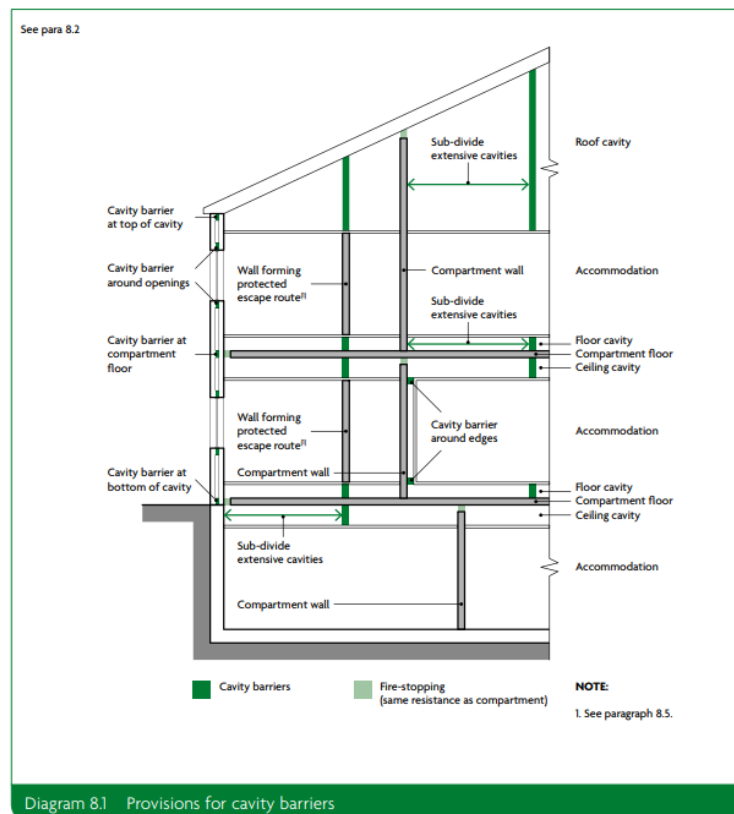 See para 8.2
Sub-divide
extensive cavities
Roof cavity
Cavity barrier
at top of cavity
Cavity barrier
around openings
Wall forming
protected
escape route[1]
Compartment wall
Accommodation
Sub-divide
extensive cavities
Cavity barrier at
compartment
floor
Floor cavity
Compartment floor
Ceiling cavity
Wall forming
protected
escape route[1]
Cavity barrier
around edges
Accommodation
Compartment wall
Cavity barrier at
bottom of cavity
Floor cavity
Compartment floor
Ceiling cavity
Sub-divide
extensive cavities
Accommodation
Compartment wall
Cavity barriers
Fire-stopping
(same resistance as compartment)
NOTE:
1. See paragraph 8.5.
Diagram 8.1 Provisions for cavity barriers